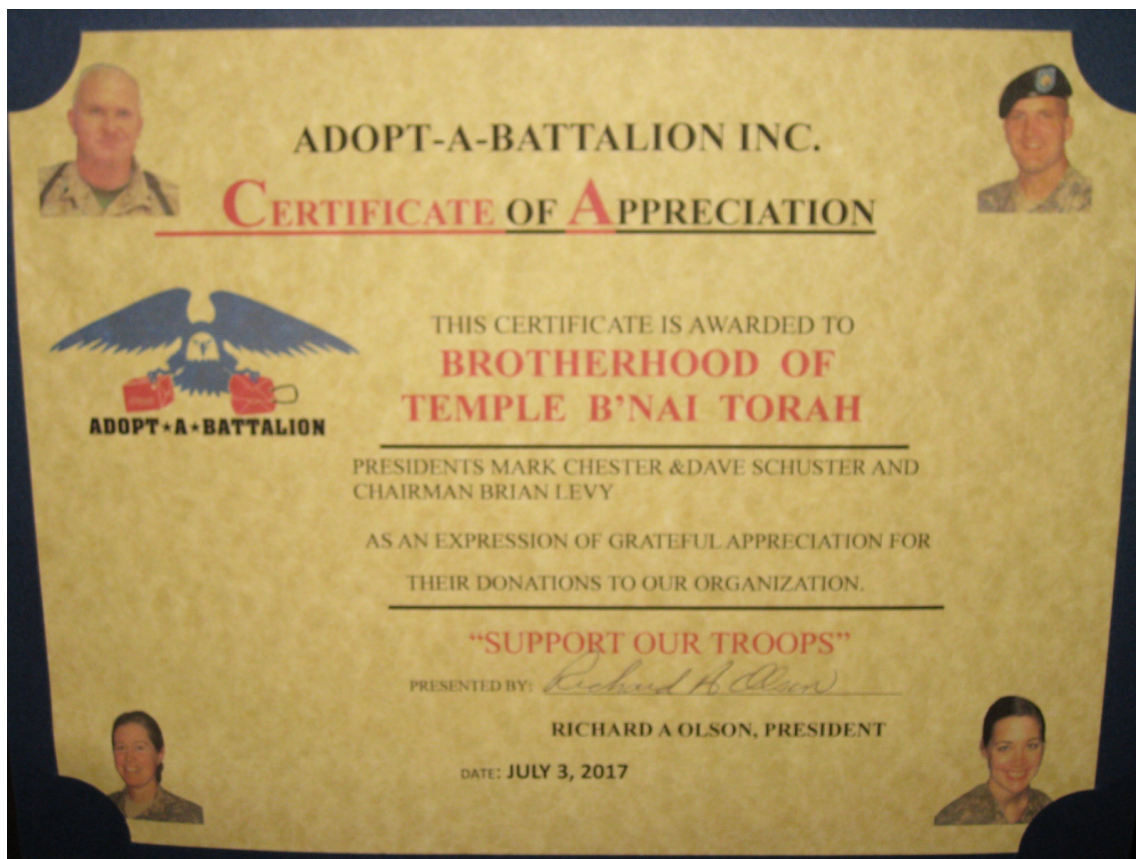 ADOPT-A-BATTALION INC.
CERTIFICATE OF APPRECIATION
ADOPT★A★BATTALION
THIS CERTIFICATE IS AWARDED TO
BROTHERHOOD OF
TEMPLE B'NAI TORAH
PRESIDENTS MARK CHESTER &DAVE SCHUSTER AND
CHAIRMAN BRIAN LEVY
AS AN EXPRESSION OF GRATEFUL APPRECIATION FOR
THEIR DONATIONS TO OUR ORGANIZATION.
“SUPPORT OUR TROOPS”
PRESENTED BY: Richard A Olson
RICHARD A OLSON, PRESIDENT
DATE: JULY 3, 2017